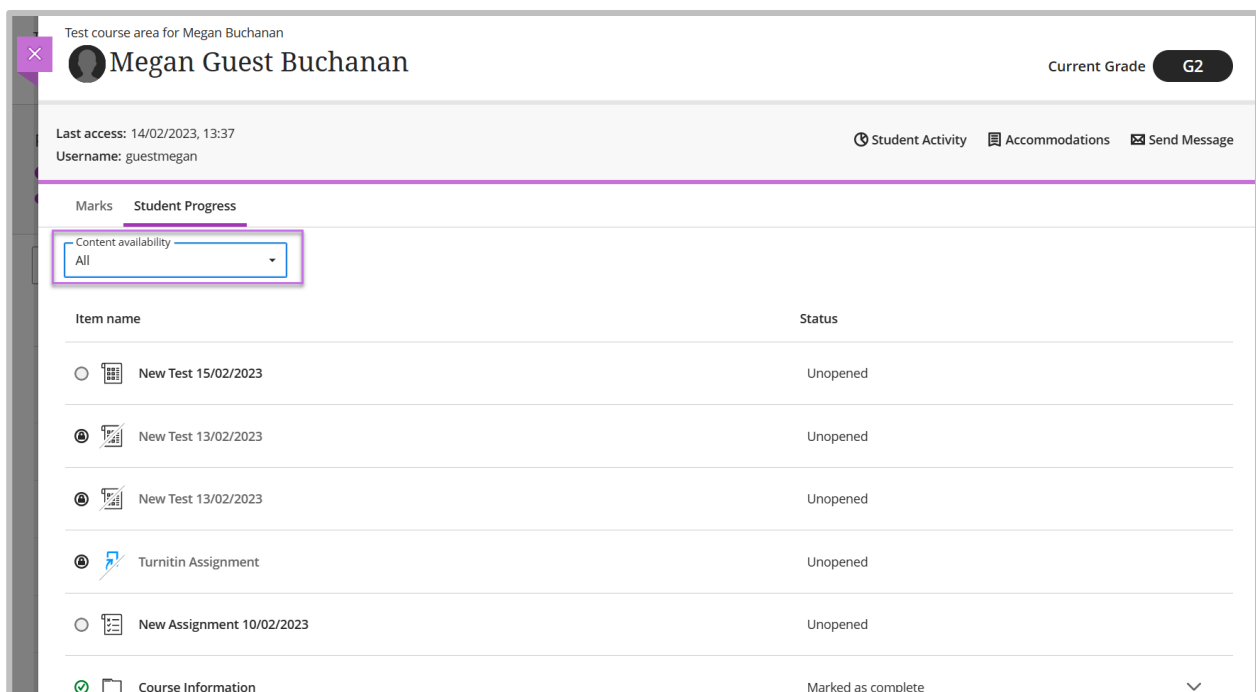 Test course area for Megan Buchanan
Megan Guest Buchanan
Current Grade G2
Last access: 14/02/2023, 13:37
Username: guestmegan
Student Activity Accommodations Send Message
Marks Student Progress
Content availability
All
Item name Status
New Test 15/02/2023 Unopened
New Test 13/02/2023 Unopened
New Test 13/02/2023 Unopened
Turnitin Assignment Unopened
New Assignment 10/02/2023 Unopened
Course Information Marked as complete